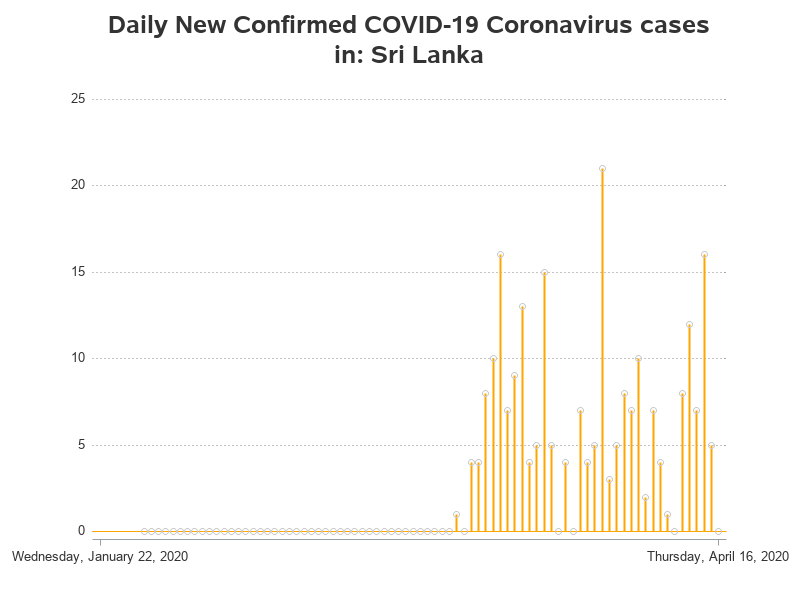 Daily New Confirmed COVID-19 Coronavirus cases
in: Sri Lanka
25
20
15
10
5
0
Wednesday, January 22, 2020
Thursday, April 16, 2020